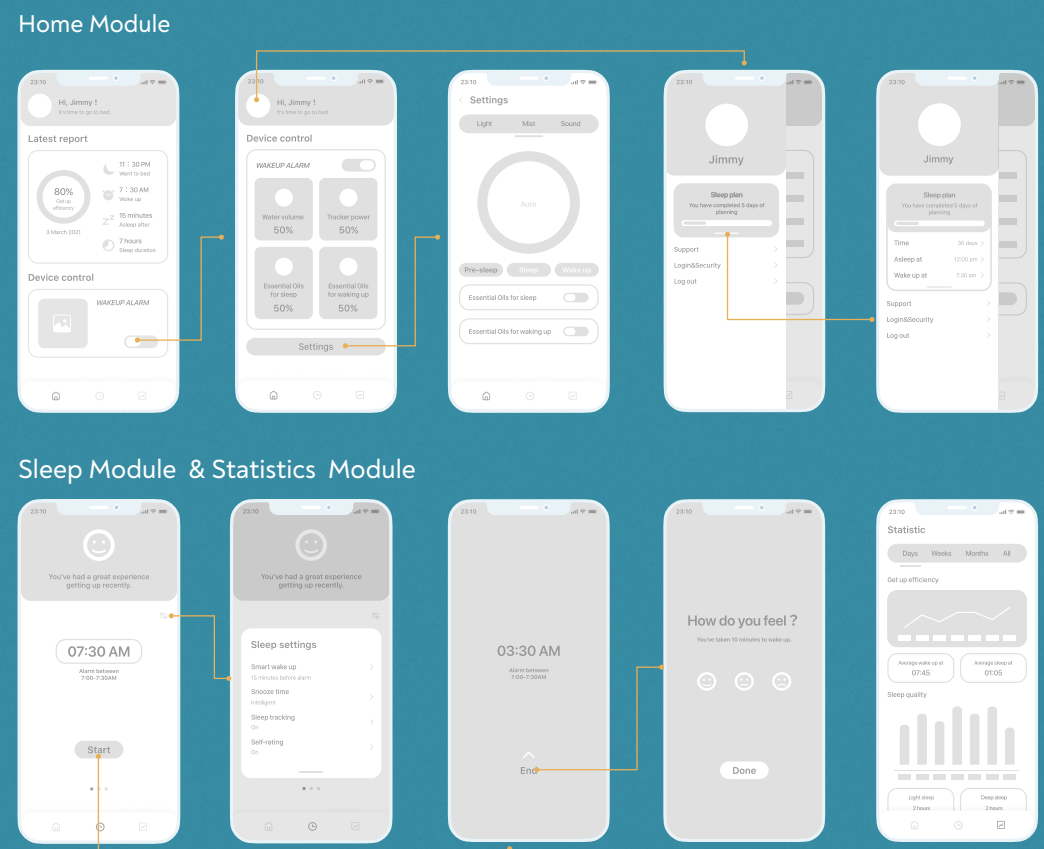 Home Module
23:10
Hi, Jimmy !
It's time to go to bed.
Latest report
80%
Get up
efficiency
3 March 2021
11 : 30 PM
Went to bed
7 : 30 AM
Wake up
15 minutes
Asleep after
7 hours
Sleep duration
Device control
WAKEUP ALARM
23:10
Hi, Jimmy !
It's time to go to bed.
Device control
WAKEUP ALARM
Water volume
50%
Tracker power
50%
Essential Oils
for sleep
50%
Essential Oils
for waking up
50%
Settings
23:10
Settings
Light Mist Sound
Auto
Pre-sleep Sleep Wake up
Essential Oils for sleep
Essential Oils for waking up
23:10
Jimmy
Sleep plan
You have completed 5 days of
planning
Support
Login&Security
Log out
23:10
Jimmy
Sleep plan
You have completed 5 days of
planning
Time 30 days
Asleep at 12:00 pm
Wake up at 7:30 am
Support
Login&Security
Log out
Sleep Module & Statistics Module
23:10
You've had a great experience
getting up recently.
07:30 AM
Alarm between
7:00-7:30AM
Start
23:10
You've had a great experience
getting up recently.
Sleep settings
Smart wake up
15 minutes before alarm
Snooze time
Intelligent
Sleep tracking
On
Self-rating
On
23:10
03:30 AM
Alarm between
7:00-7:30AM
End
23:10
How do you feel ?
You've taken 10 minutes to wake up.
Done
23:10
Statistic
Days Weeks Months All
Get up efficiency
Average wake up at
07:45
Average sleep at
01:05
Sleep quality
Light sleep
2 hours
Deep sleep
2 hours